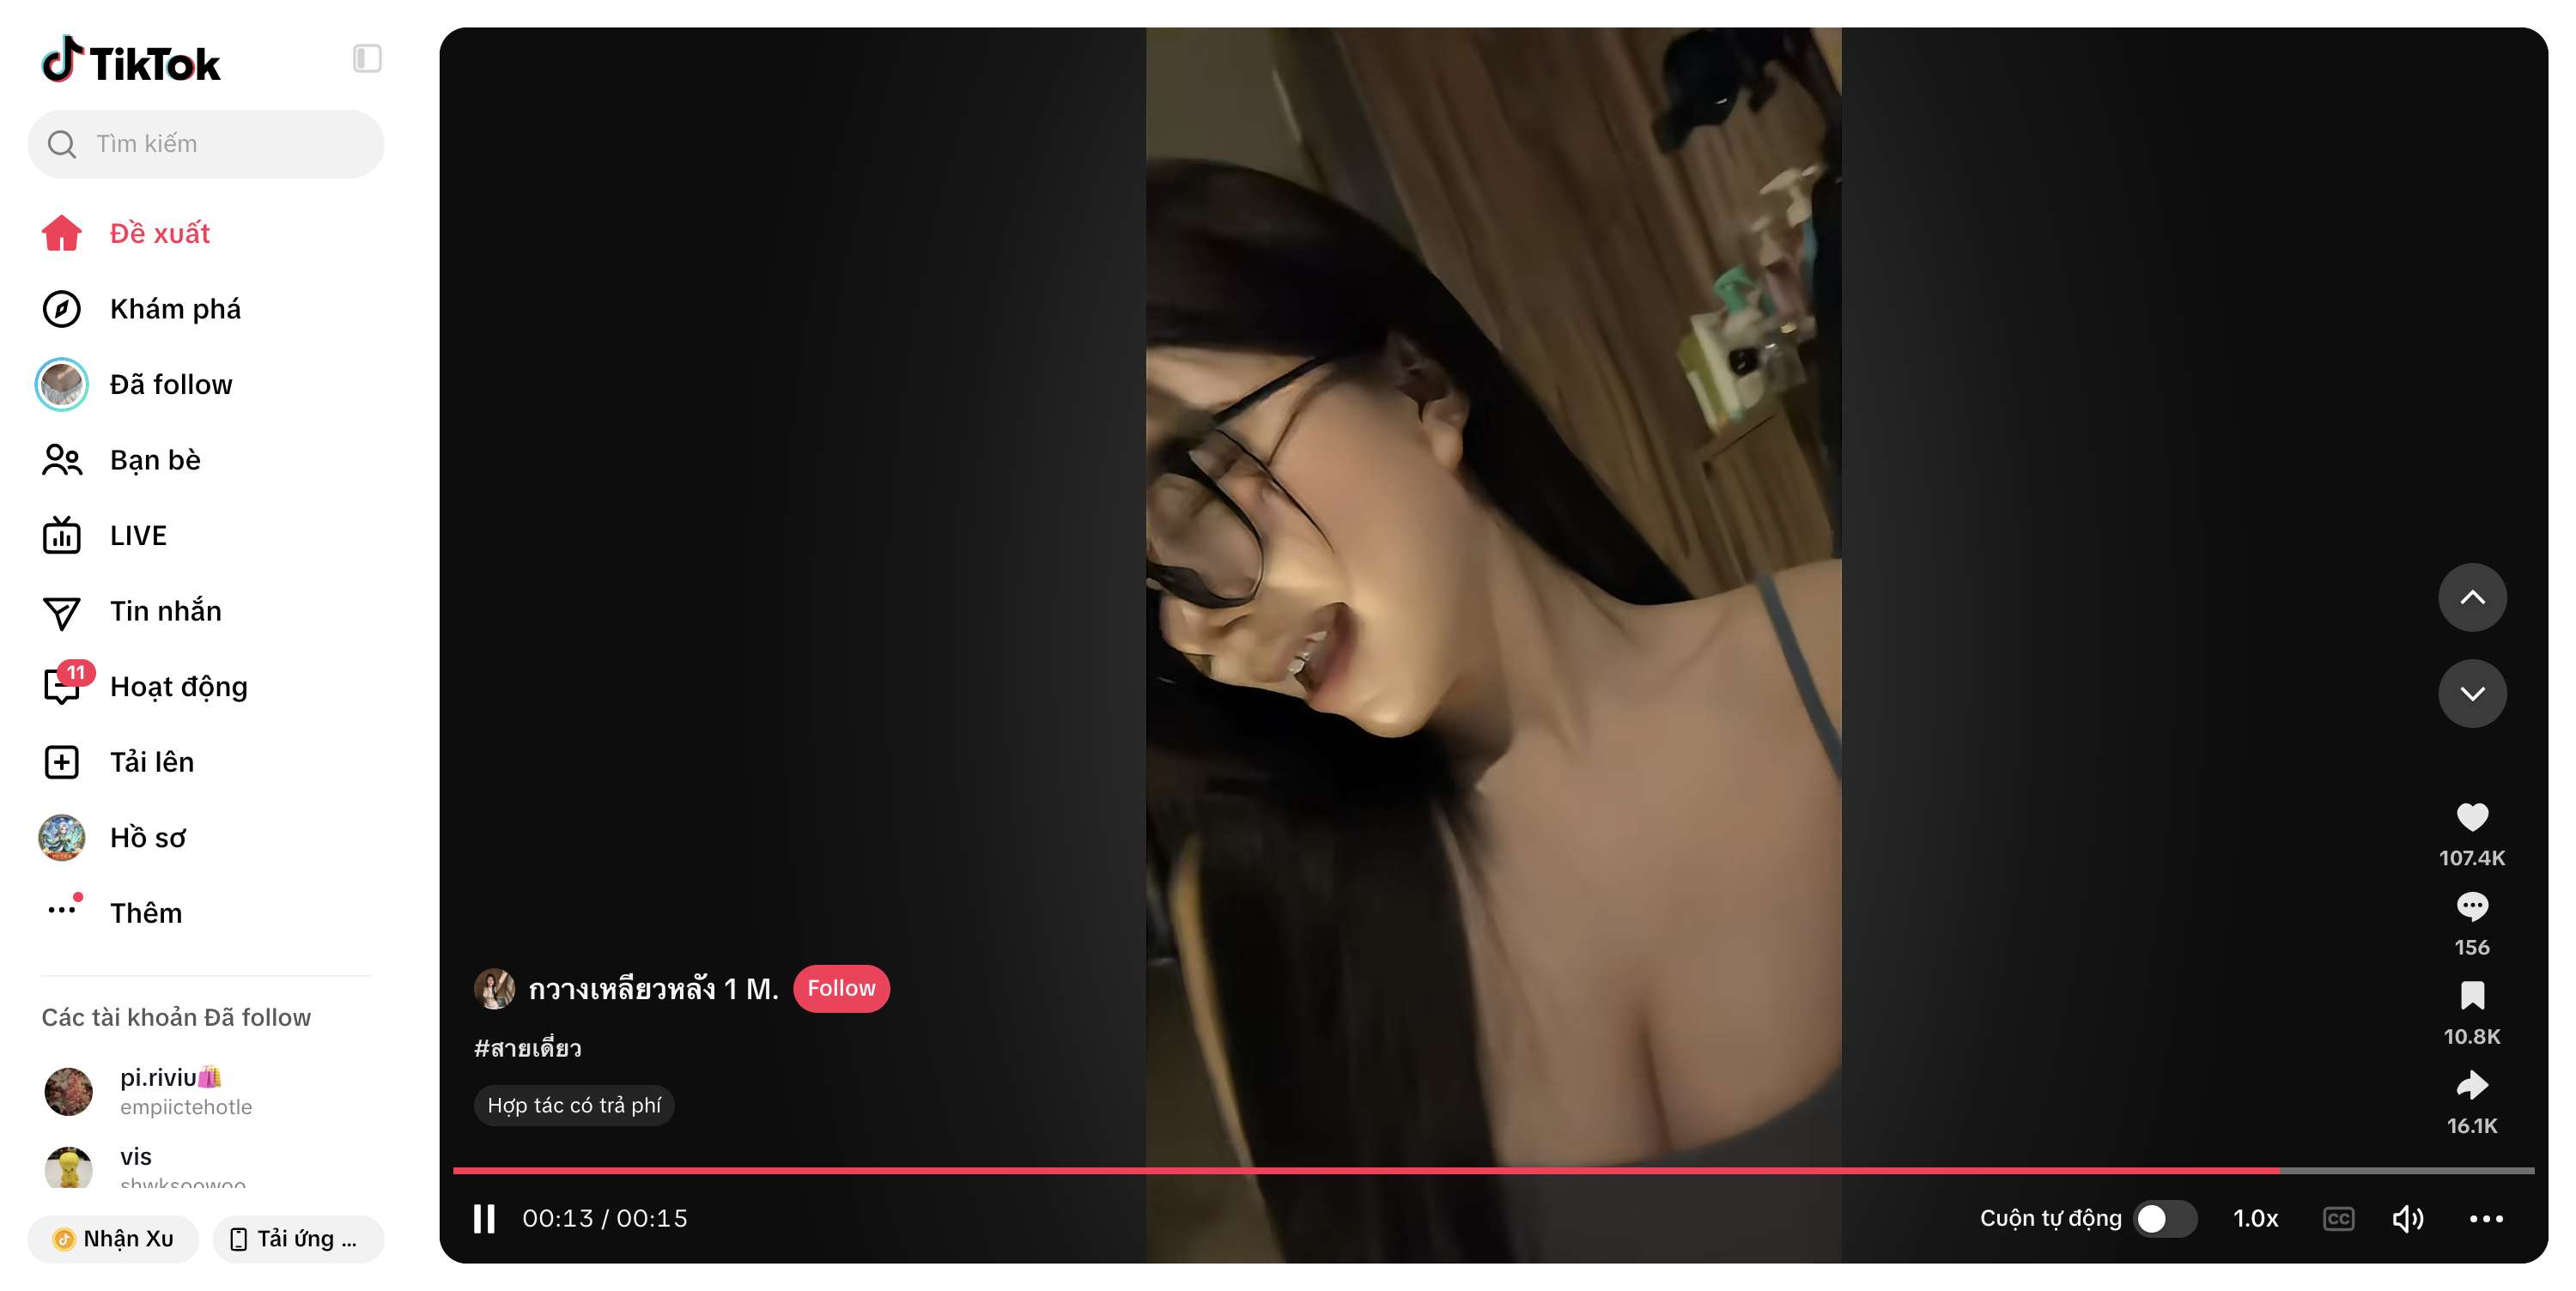 TikTok
Tìm kiếm
Đề xuất
Khám phá
Đã follow
Bạn bè
LIVE
Tin nhắn
11
Hoạt động
Tải lên
Hồ sơ
Thêm
Các tài khoản Đã follow
pi.riviu🛍️
empiictehotle
vis
shwksoowoo
Nhận Xu
Tải ứng ...
กวางเหลียวหลัง 1 M.
Follow
#สายเดี่ยว
Hợp tác có trả phí
00:13 / 00:15
107.4K
156
10.8K
16.1K
Cuộn tự động
1.0x
CC